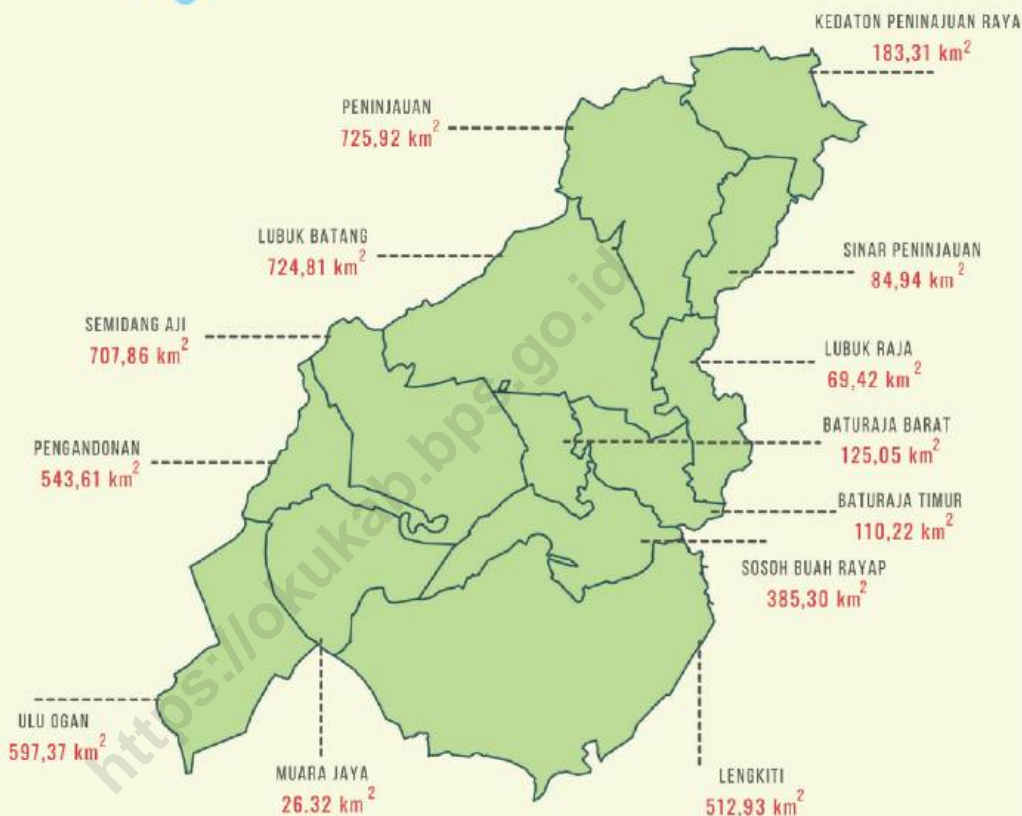 KEDATON PENINAJUAN RAYA
183,31 km²
PENINJAUAN
725,92 km²
LUBUK BATANG
724,81 km²
SINAR PENINJAUAN
84,94 km²
SEMIDANG AJI
707,86 km²
LUBUK RAJA
69,42 km²
BATURAJA BARAT
125,05 km²
PENGANDONAN
543,61 km²
BATURAJA TIMUR
110,22 km²
SOSOH BUAH RAYAP
385,30 km²
ULU OGAN
597,37 km²
MUARA JAYA
26.32 km²
LENGKITI
512,93 km²
https://okukab.bps.go.id